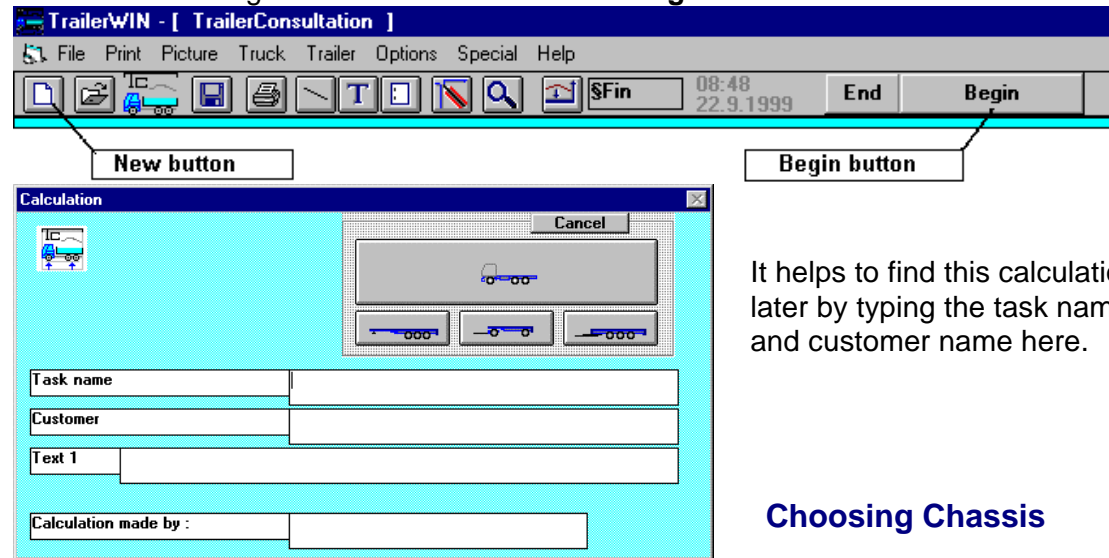 TrailerWIN - [ TrailerConsultation ]
File Print Picture Truck Trailer Options Special Help
TC T §Fin 08:48 End Begin
22.9.1999
New button Begin button
Calculation
Cancel
TC
It helps to find this calculatio
later by typing the task nam
and customer name here.
Task name
Customer
Text 1
Calculation made by :
Choosing Chassis